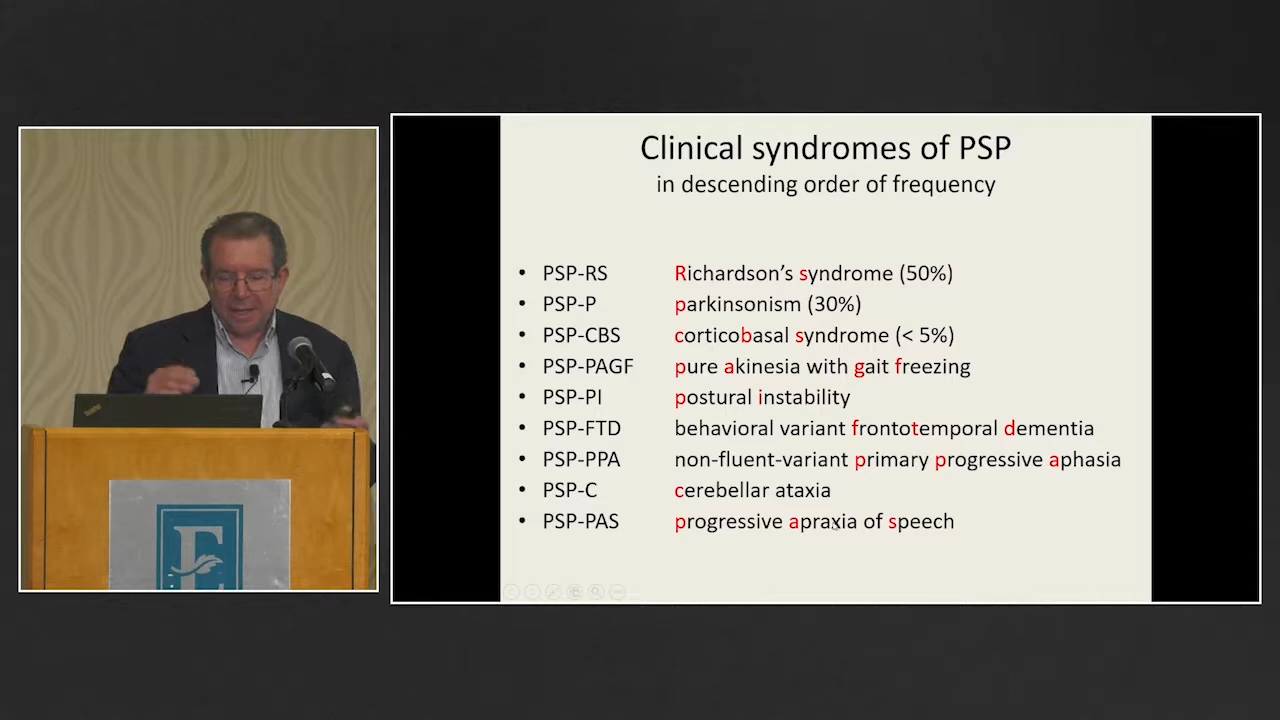 Clinical syndromes of PSP
in descending order of frequency
• PSP-RS Richardson's syndrome (50%)
• PSP-P parkinsonism (30%)
• PSP-CBS corticobasal syndrome (< 5%)
• PSP-PAGF pure akinesia with gait freezing
• PSP-PI postural instability
• PSP-FTD behavioral variant frontotemporal dementia
• PSP-PPA non-fluent-variant primary progressive aphasia
• PSP-C cerebellar ataxia
• PSP-PAS progressive apraxia of speech
E